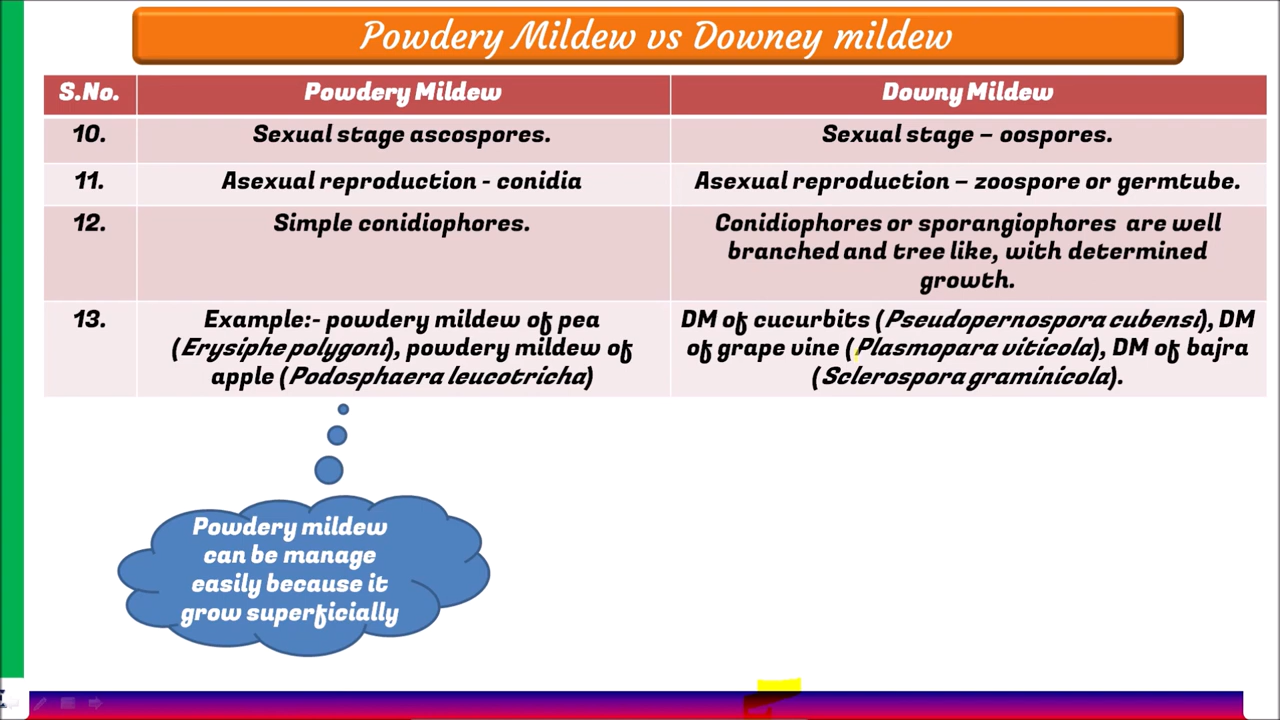 Powdery Mildew vs Downey mildew
S.No. Powdery Mildew Downy Mildew
10. Sexual stage ascospores. Sexual stage – oospores.
11. Asexual reproduction - conidia Asexual reproduction – zoospore or germtube.
12. Simple conidiophores. Conidiophores or sporangiophores are well
branched and tree like, with determined
growth.
13. Example:- powdery mildew of pea
(Erysiphe polygoni), powdery mildew of
apple (Podosphaera leucotricha)
DM of cucurbits (Pseudopernospora cubensi), DM
of grape vine (Plasmopara viticola), DM of bajra
(Sclerospora graminicola).
Powdery mildew
can be manage
easily because it
grow superficially